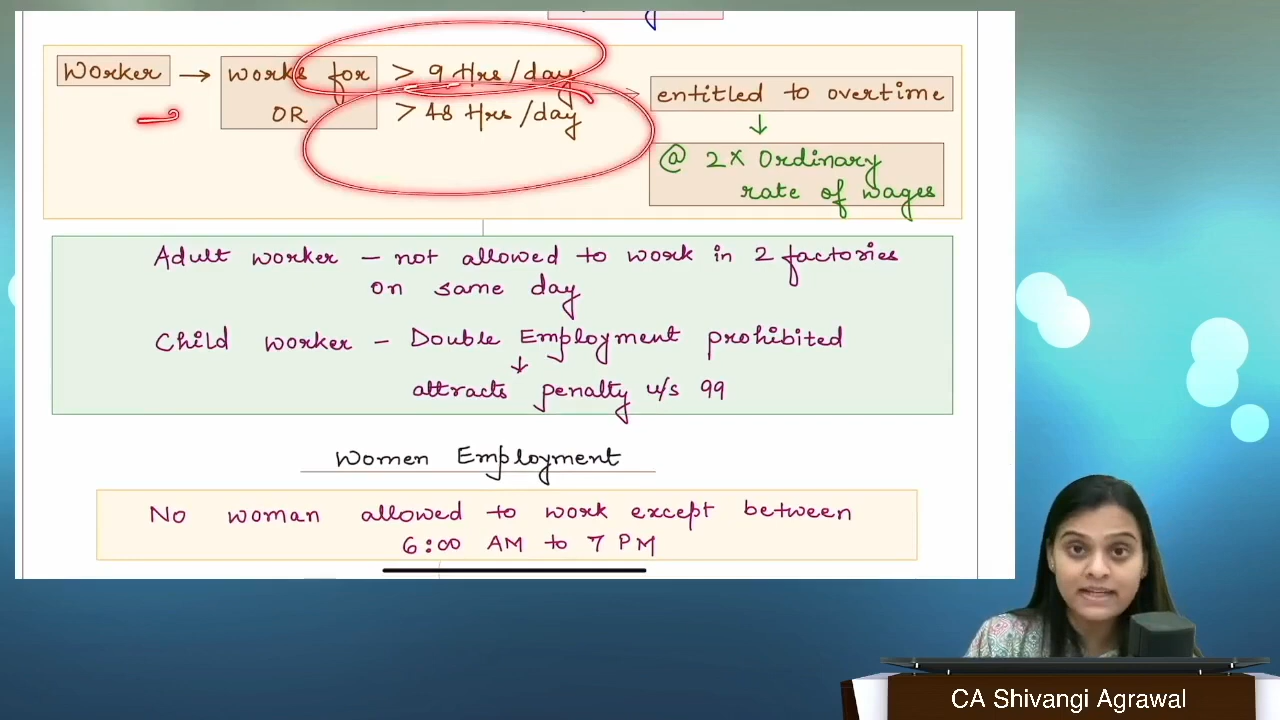 Worker → works for > 9 Hrs/day
OR > 48 Hrs/day
entitled to overtime
↓
@ 2x Ordinary
rate of wages
Adult worker – not allowed to work in 2 factories
on same day
Child worker – Double Employment prohibited
↓
attracts penalty u/s 99
Women Employment
No woman allowed to work except between
6:00 AM to 7 PM
CA Shivangi Agrawal